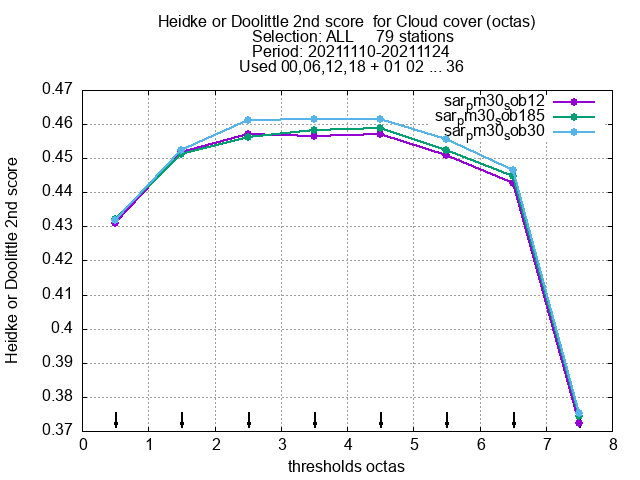 Heidke or Doolittle 2nd score for Cloud cover (octas)
Selection: ALL 79 stations
Period: 20211110-20211124
Used 00,06,12,18 + 01 02 ... 36
sarpm30sob12
sarpm30sob185
sarpm30sob30
Heidke or Doolittle 2nd score
0.47
0.46
0.45
0.44
0.43
0.42
0.41
0.4
0.39
0.38
0.37
0 1 2 3 4 5 6 7 8
thresholds octas